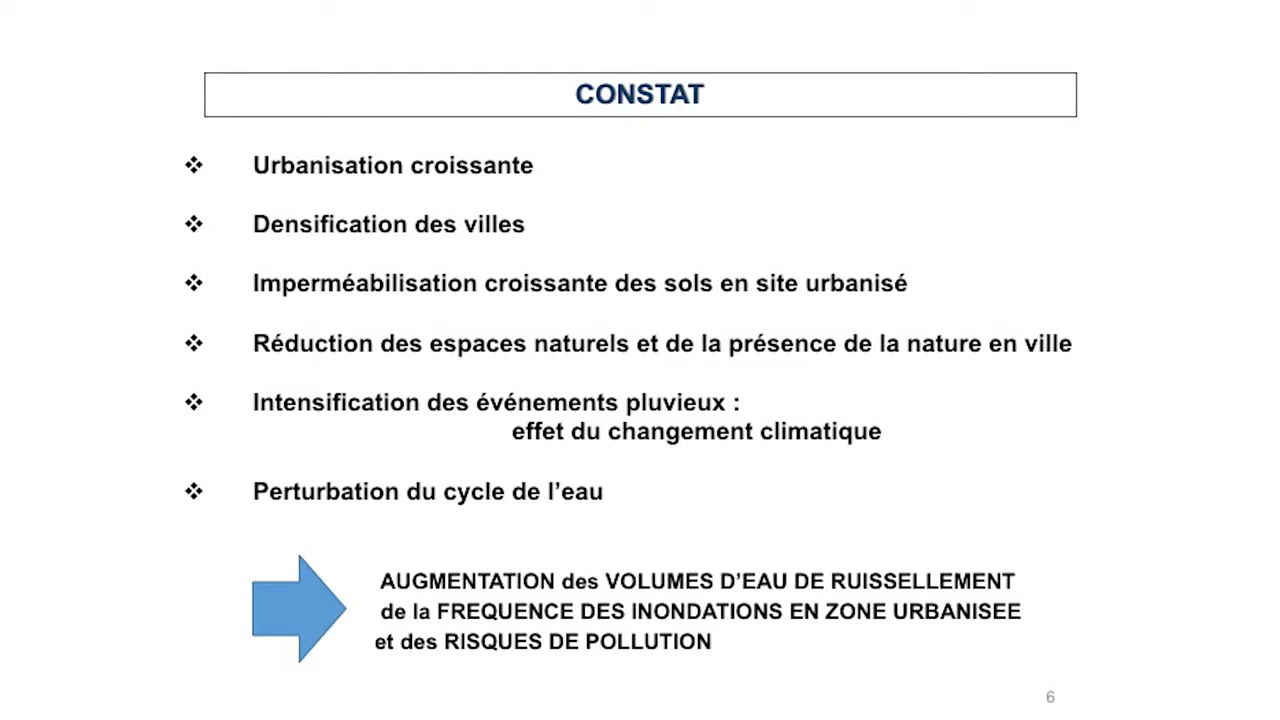 CONSTAT
❖ Urbanisation croissante
❖ Densification des villes
❖ Imperméabilisation croissante des sols en site urbanisé
❖ Réduction des espaces naturels et de la présence de la nature en ville
❖ Intensification des événements pluvieux :
effet du changement climatique
❖ Perturbation du cycle de l’eau
AUGMENTATION des VOLUMES D’EAU DE RUISSELLEMENT
de la FREQUENCE DES INONDATIONS EN ZONE URBANISEE
et des RISQUES DE POLLUTION
6